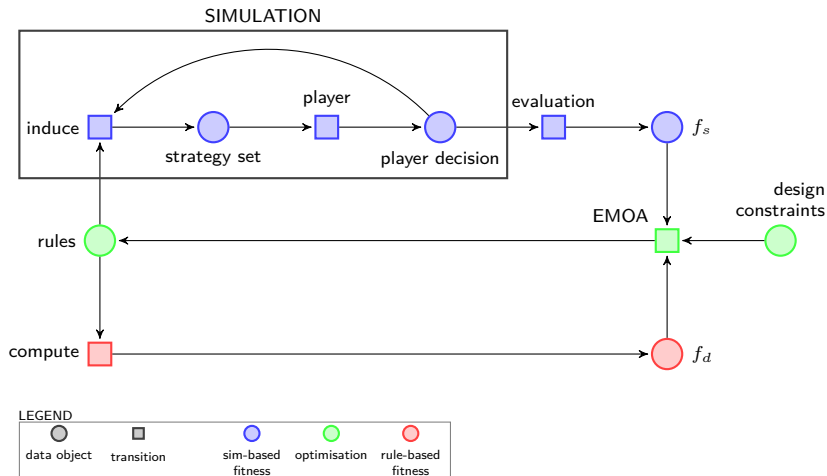 SIMULATION
player
evaluation
induce
strategy set
player decision
f_s
design
constraints
EMOA
rules
compute
f_d
LEGEND
data object
transition
sim-based
fitness
optimisation
rule-based
fitness